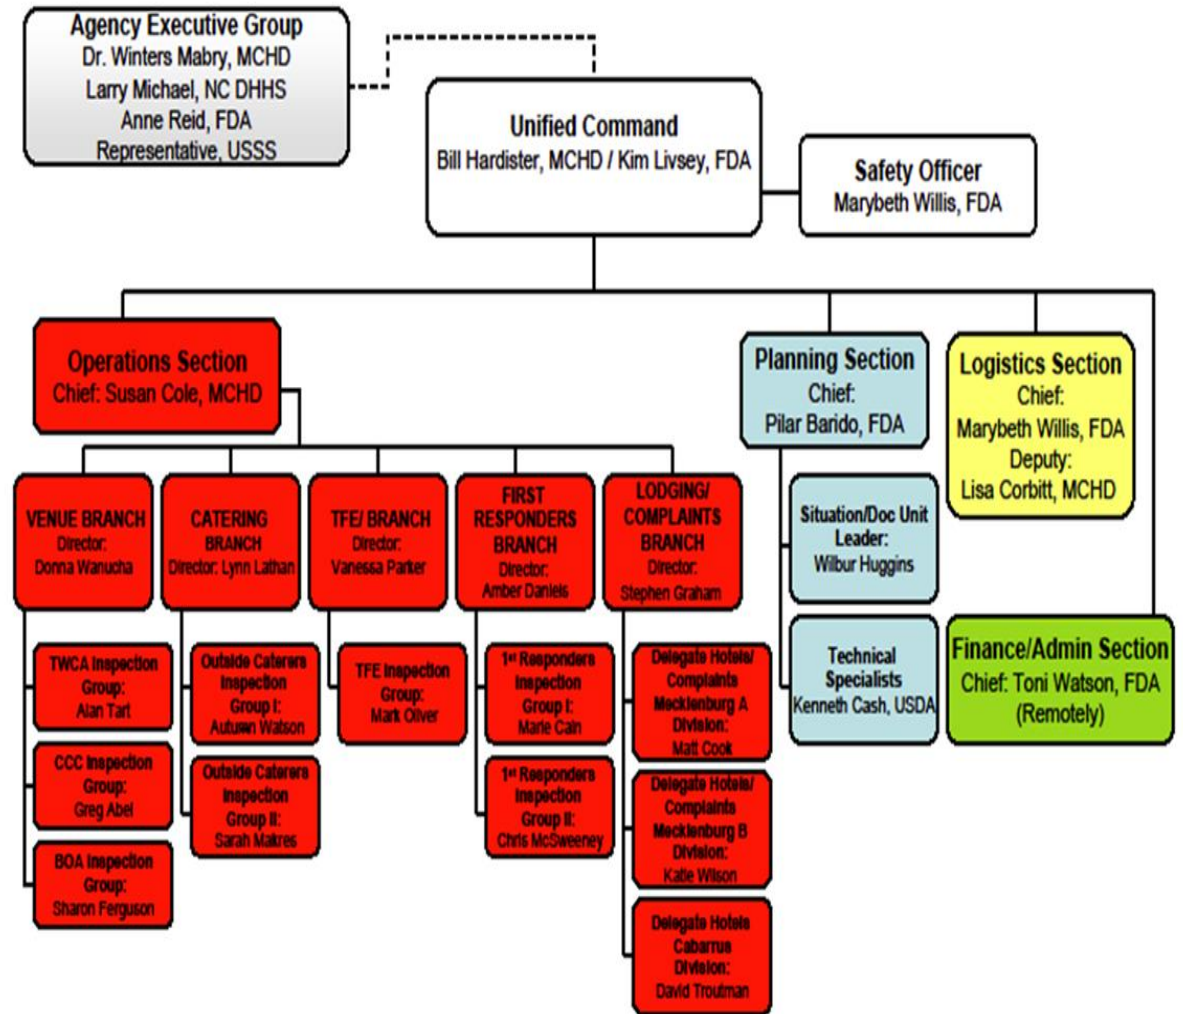 Agency Executive Group
Dr. Winters Mabry, MCHD
Larry Michael, NC DHHS
Anne Reid, FDA
Representative, USSS
Unified Command
Bill Hardister, MCHD / Kim Livsey, FDA
Safety Officer
Marybeth Willis, FDA
Operations Section
Chief: Susan Cole, MCHD
Planning Section
Chief:
Pilar Barido, FDA
Logistics Section
Chief:
Marybeth Willis, FDA
Deputy:
Lisa Corbitt, MCHD
VENUE BRANCH
Director:
Donna Wanucha
CATERING
BRANCH
Director: Lynn Lathan
TFE/ BRANCH
Director:
Vanessa Parker
FIRST
RESPONDERS
BRANCH
Director:
Amber Daniels
LODGING/
COMPLAINTS
BRANCH
Director:
Stephen Graham
Situation/Doc Unit
Leader:
Wilbur Huggins
Technical
Specialists
Kenneth Cash, USDA
Finance/Admin Section
Chief: Toni Watson, FDA
(Remotely)
TWCA Inspection
Group:
Alan Tart
CCC Inspection
Group:
Greg Abel
BOA Inspection
Group:
Sharon Ferguson
Outside Caterers
Inspection
Group I:
Autumn Watson
Outside Caterers
Inspection
Group II:
Sarah Makres
TFE Inspection
Group:
Mark Oliver
1st Responders
Inspection
Group I:
Marie Cain
1st Responders
Inspection
Group II:
Chris McSweeney
Delegate Hotels/
Complaints
Mecklenburg A
Division:
Matt Cook
Delegate Hotels/
Complaints
Mecklenburg B
Division:
Katie Wilson
Delegate Hotels
Cabarrus
Division:
David Troutman